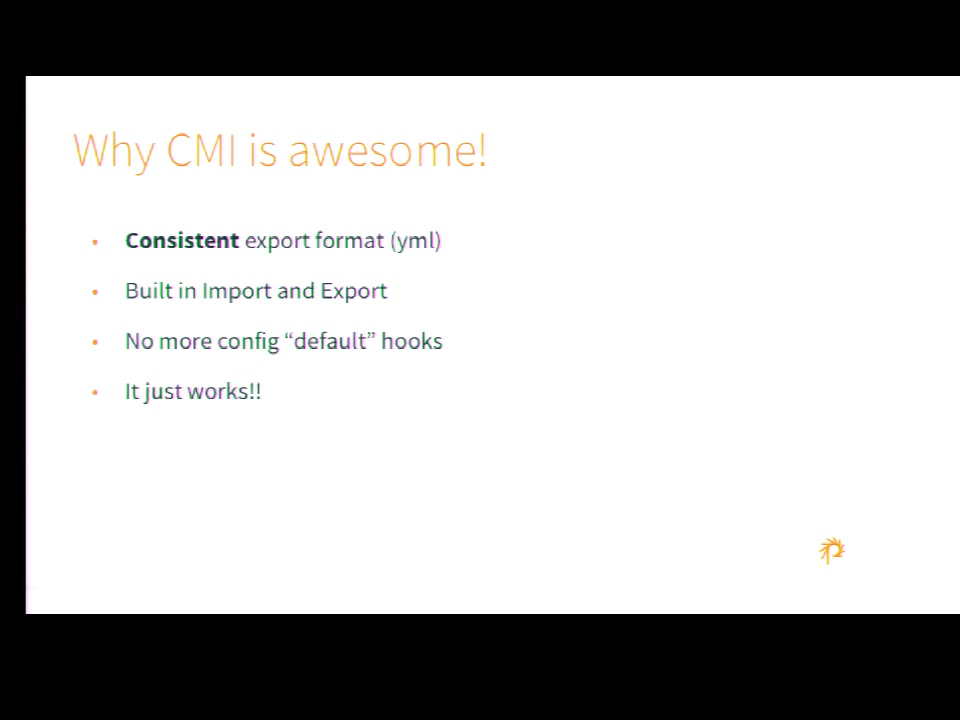 Why CMI is awesome!
• Consistent export format (yml)
• Built in Import and Export
• No more config “default” hooks
• It just works!!